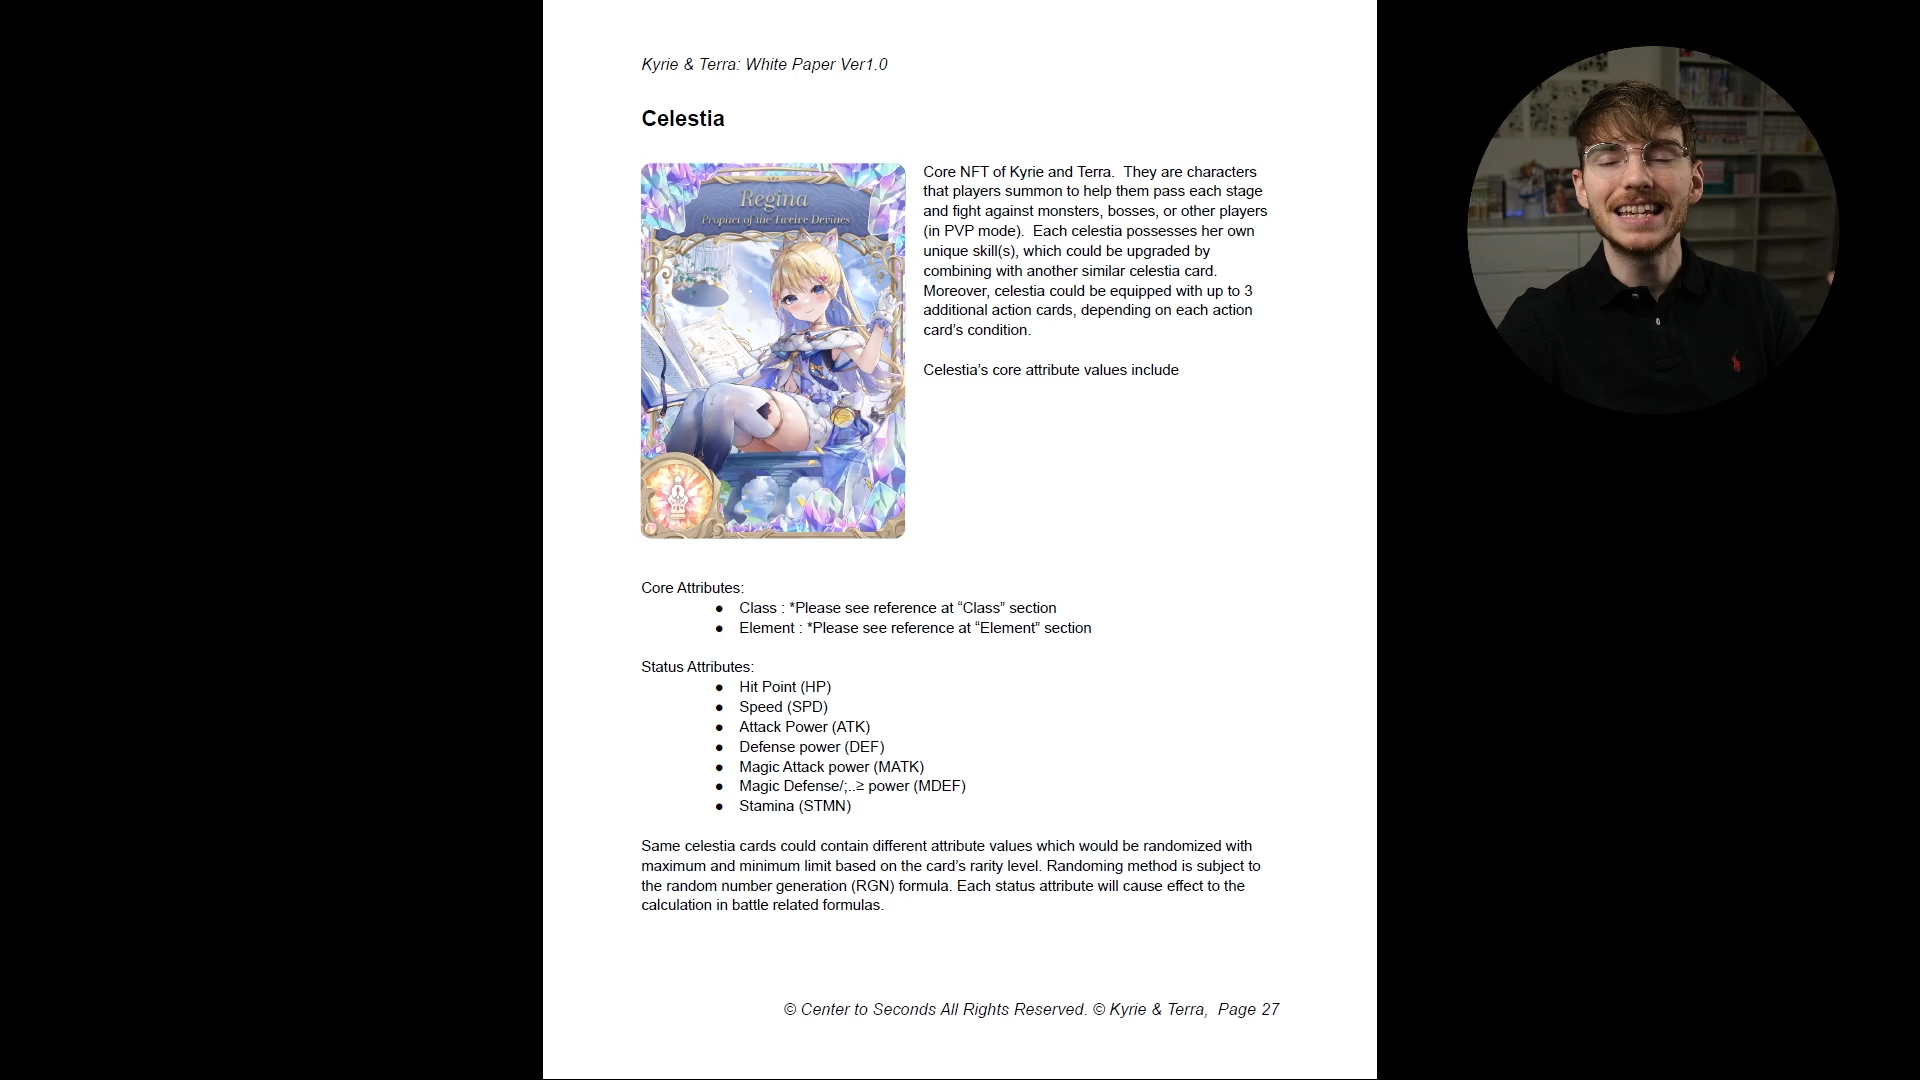 Kyrie & Terra: White Paper Ver1.0
Celestia
Regina
Prophet of the Twelve Devines
Core NFT of Kyrie and Terra.  They are characters
that players summon to help them pass each stage
and fight against monsters, bosses, or other players
(in PVP mode).  Each celestia possesses her own
unique skill(s), which could be upgraded by
combining with another similar celestia card.
Moreover, celestia could be equipped with up to 3
additional action cards, depending on each action
card’s condition.
Celestia’s core attribute values include
Core Attributes:
● Class : *Please see reference at “Class” section
● Element : *Please see reference at “Element” section
Status Attributes:
● Hit Point (HP)
● Speed (SPD)
● Attack Power (ATK)
● Defense power (DEF)
● Magic Attack power (MATK)
● Magic Defense/;..≥ power (MDEF)
● Stamina (STMN)
Same celestia cards could contain different attribute values which would be randomized with
maximum and minimum limit based on the card’s rarity level. Randoming method is subject to
the random number generation (RGN) formula. Each status attribute will cause effect to the
calculation in battle related formulas.
© Center to Seconds All Rights Reserved. © Kyrie & Terra,  Page 27